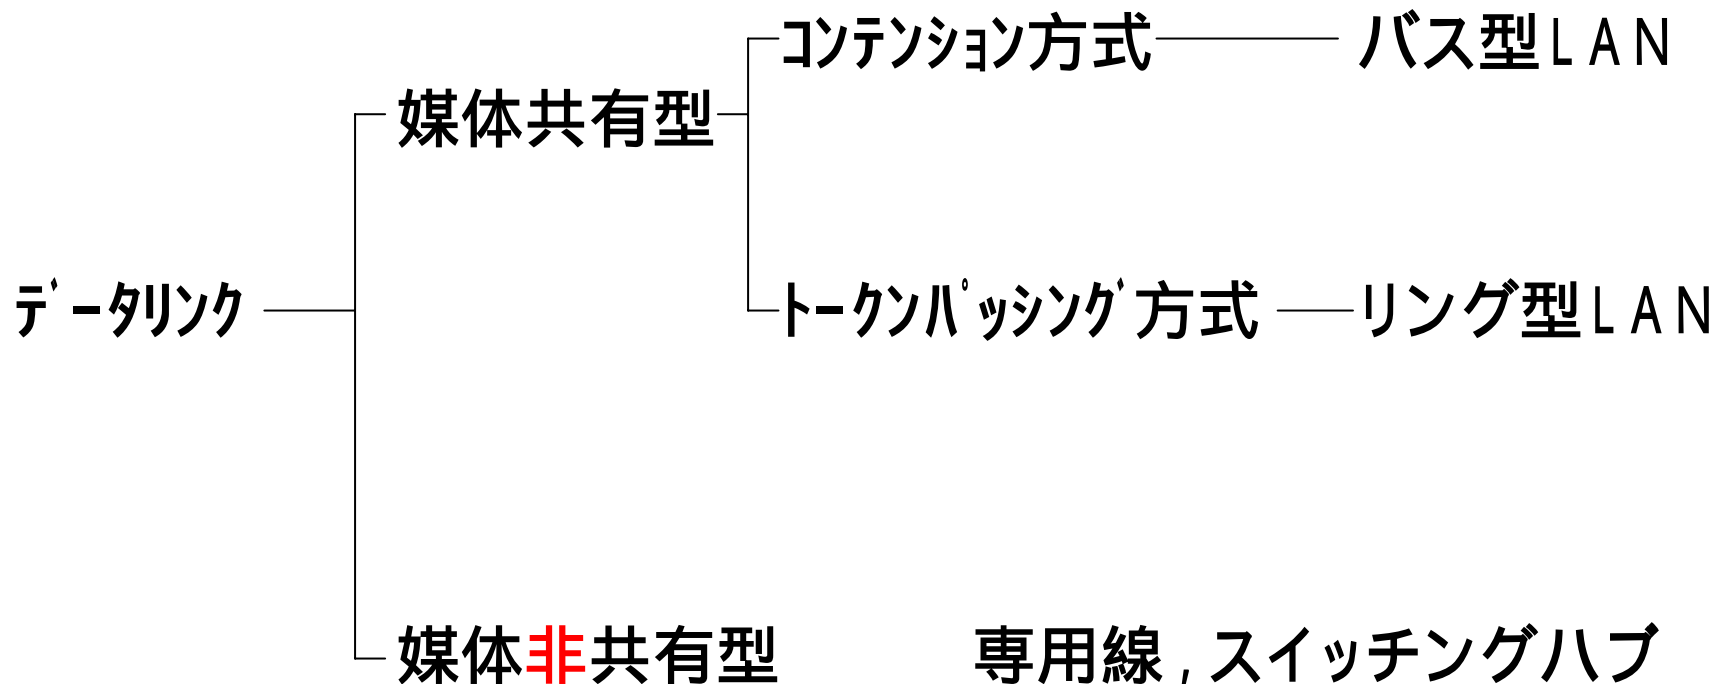 コンテンション方式 バス型LAN
媒体共有型
データリンク
トークンパッシング方式 リング型LAN
媒体非共有型 専用線,スイッチングハブ